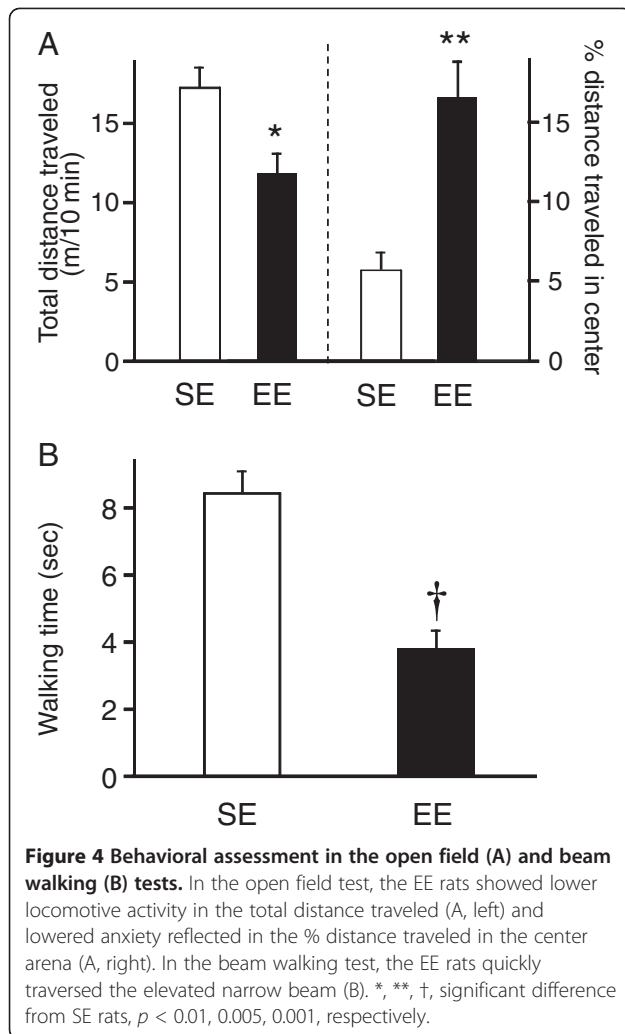 A
Total distance traveled
(m/10 min)
15
10
5
0
*
**
% distance traveled in center
15
10
5
0
SE EE SE EE
B
Walking time (sec)
8
6
4
2
0
†
SE EE
Figure 4 Behavioral assessment in the open field (A) and beam
walking (B) tests. In the open field test, the EE rats showed lower
locomotive activity in the total distance traveled (A, left) and
lowered anxiety reflected in the % distance traveled in the center
arena (A, right). In the beam walking test, the EE rats quickly
traversed the elevated narrow beam (B). *, **, †, significant difference
from SE rats, p < 0.01, 0.005, 0.001, respectively.